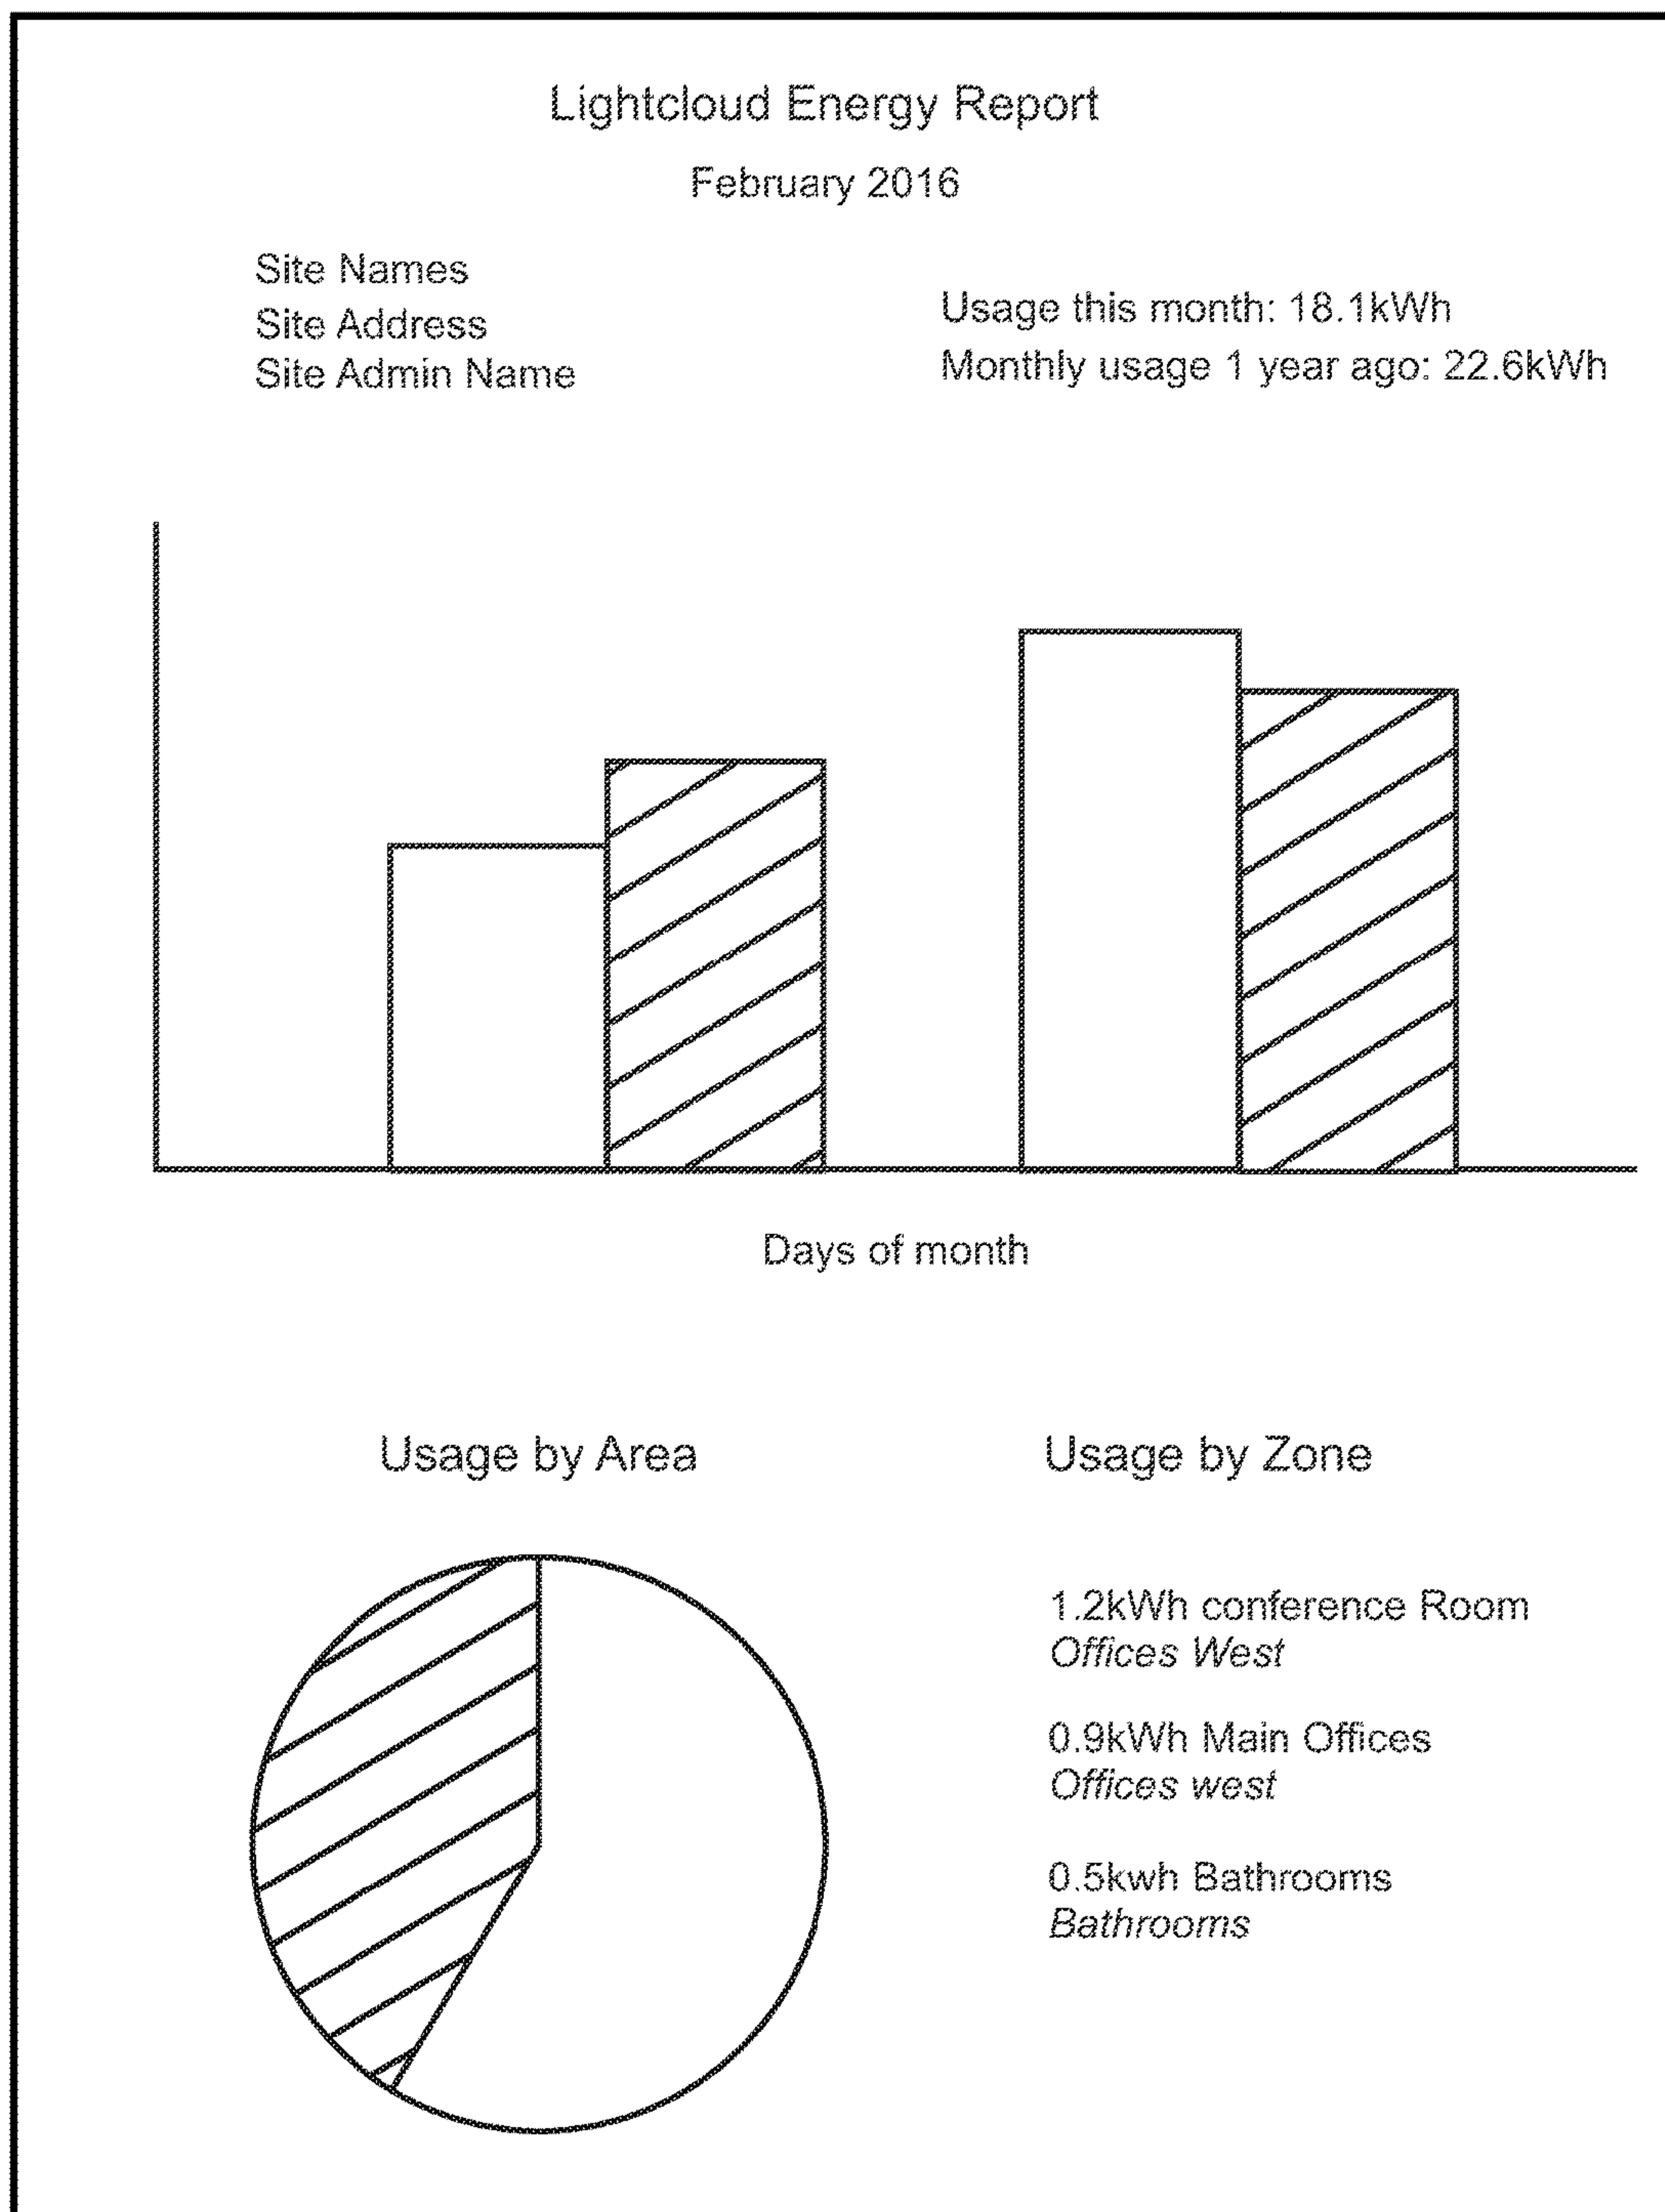 Lightcloud Energy Report
February 2016
Site Names
Site Address
Site Admin Name
Usage this month: 18.1kWh
Monthly usage 1 year ago: 22.6kWh
Days of month
Usage by Area
Usage by Zone
1.2kWh conference Room
Offices West
0.9kWh Main Offices
Offices west
0.5kwh Bathrooms
Bathrooms